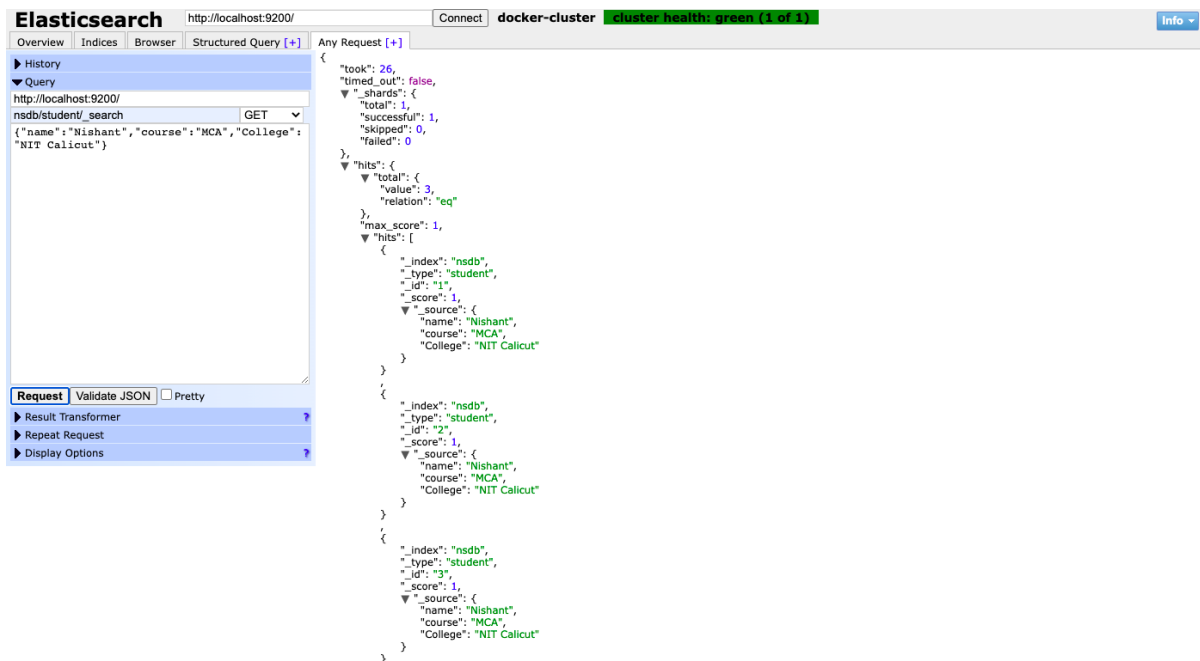 Elasticsearch http://localhost:9200/ Connect docker-cluster cluster health: green (1 of 1) Info
Overview Indices Browser Structured Query [+] Any Request [+]
History
Query
http://localhost:9200/
nsdb/student/_search GET
{"name":"Nishant","course":"MCA","College":
"NIT Calicut"}
Request Validate JSON Pretty
Result Transformer ?
Repeat Request
Display Options ?
{
"took": 26,
"timed_out": false,
"_shards": {
"total": 1,
"successful": 1,
"skipped": 0,
"failed": 0
},
"hits": {
"total": {
"value": 3,
"relation": "eq"
},
"max_score": 1,
"hits": [
{
"_index": "nsdb",
"_type": "student",
"_id": "1",
"_score": 1,
"_source": {
"name": "Nishant",
"course": "MCA",
"College": "NIT Calicut"
}
}
,
{
"_index": "nsdb",
"_type": "student",
"_id": "2",
"_score": 1,
"_source": {
"name": "Nishant",
"course": "MCA",
"College": "NIT Calicut"
}
}
,
{
"_index": "nsdb",
"_type": "student",
"_id": "3",
"_score": 1,
"_source": {
"name": "Nishant",
"course": "MCA",
"College": "NIT Calicut"
}
}